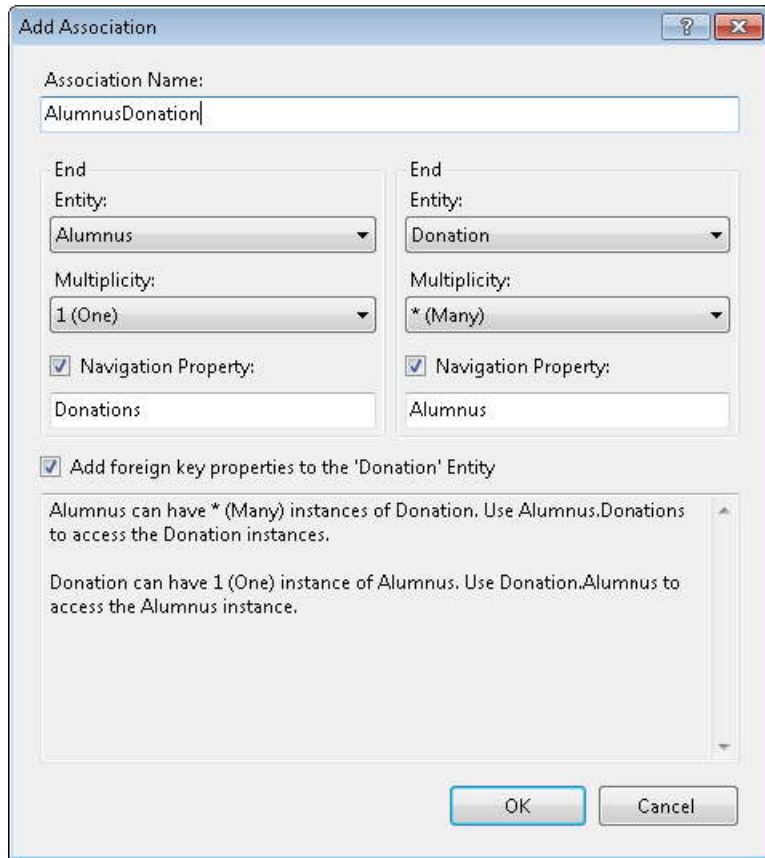 Add Association
Association Name:
AlumnusDonation
End
Entity:
Alumnus
Multiplicity:
1 (One)
Navigation Property:
Donations
End
Entity:
Donation
Multiplicity:
* (Many)
Navigation Property:
Alumnus
Add foreign key properties to the 'Donation' Entity
Alumnus can have * (Many) instances of Donation. Use Alumnus.Donations
to access the Donation instances.
Donation can have 1 (One) instance of Alumnus. Use Donation.Alumnus to
access the Alumnus instance.
OK
Cancel